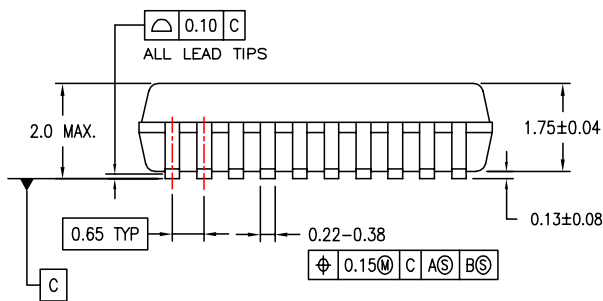 ⌓ 0.10 C
ALL LEAD TIPS
2.0 MAX.
1.75±0.04
0.13±0.08
0.65 TYP
0.22-0.38
⌖ 0.15Ⓜ C AⓈ BⓈ
C